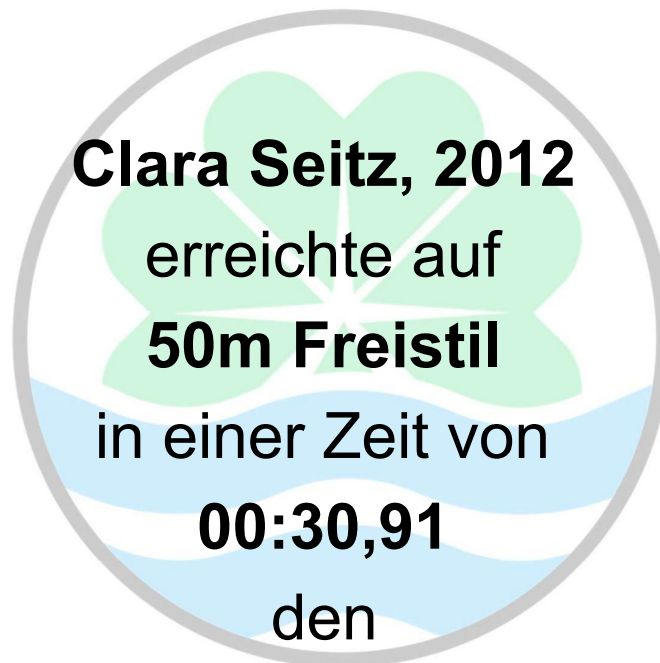 Clara Seitz, 2012
erreichte auf
50m Freistil
in einer Zeit von
00:30,91
den